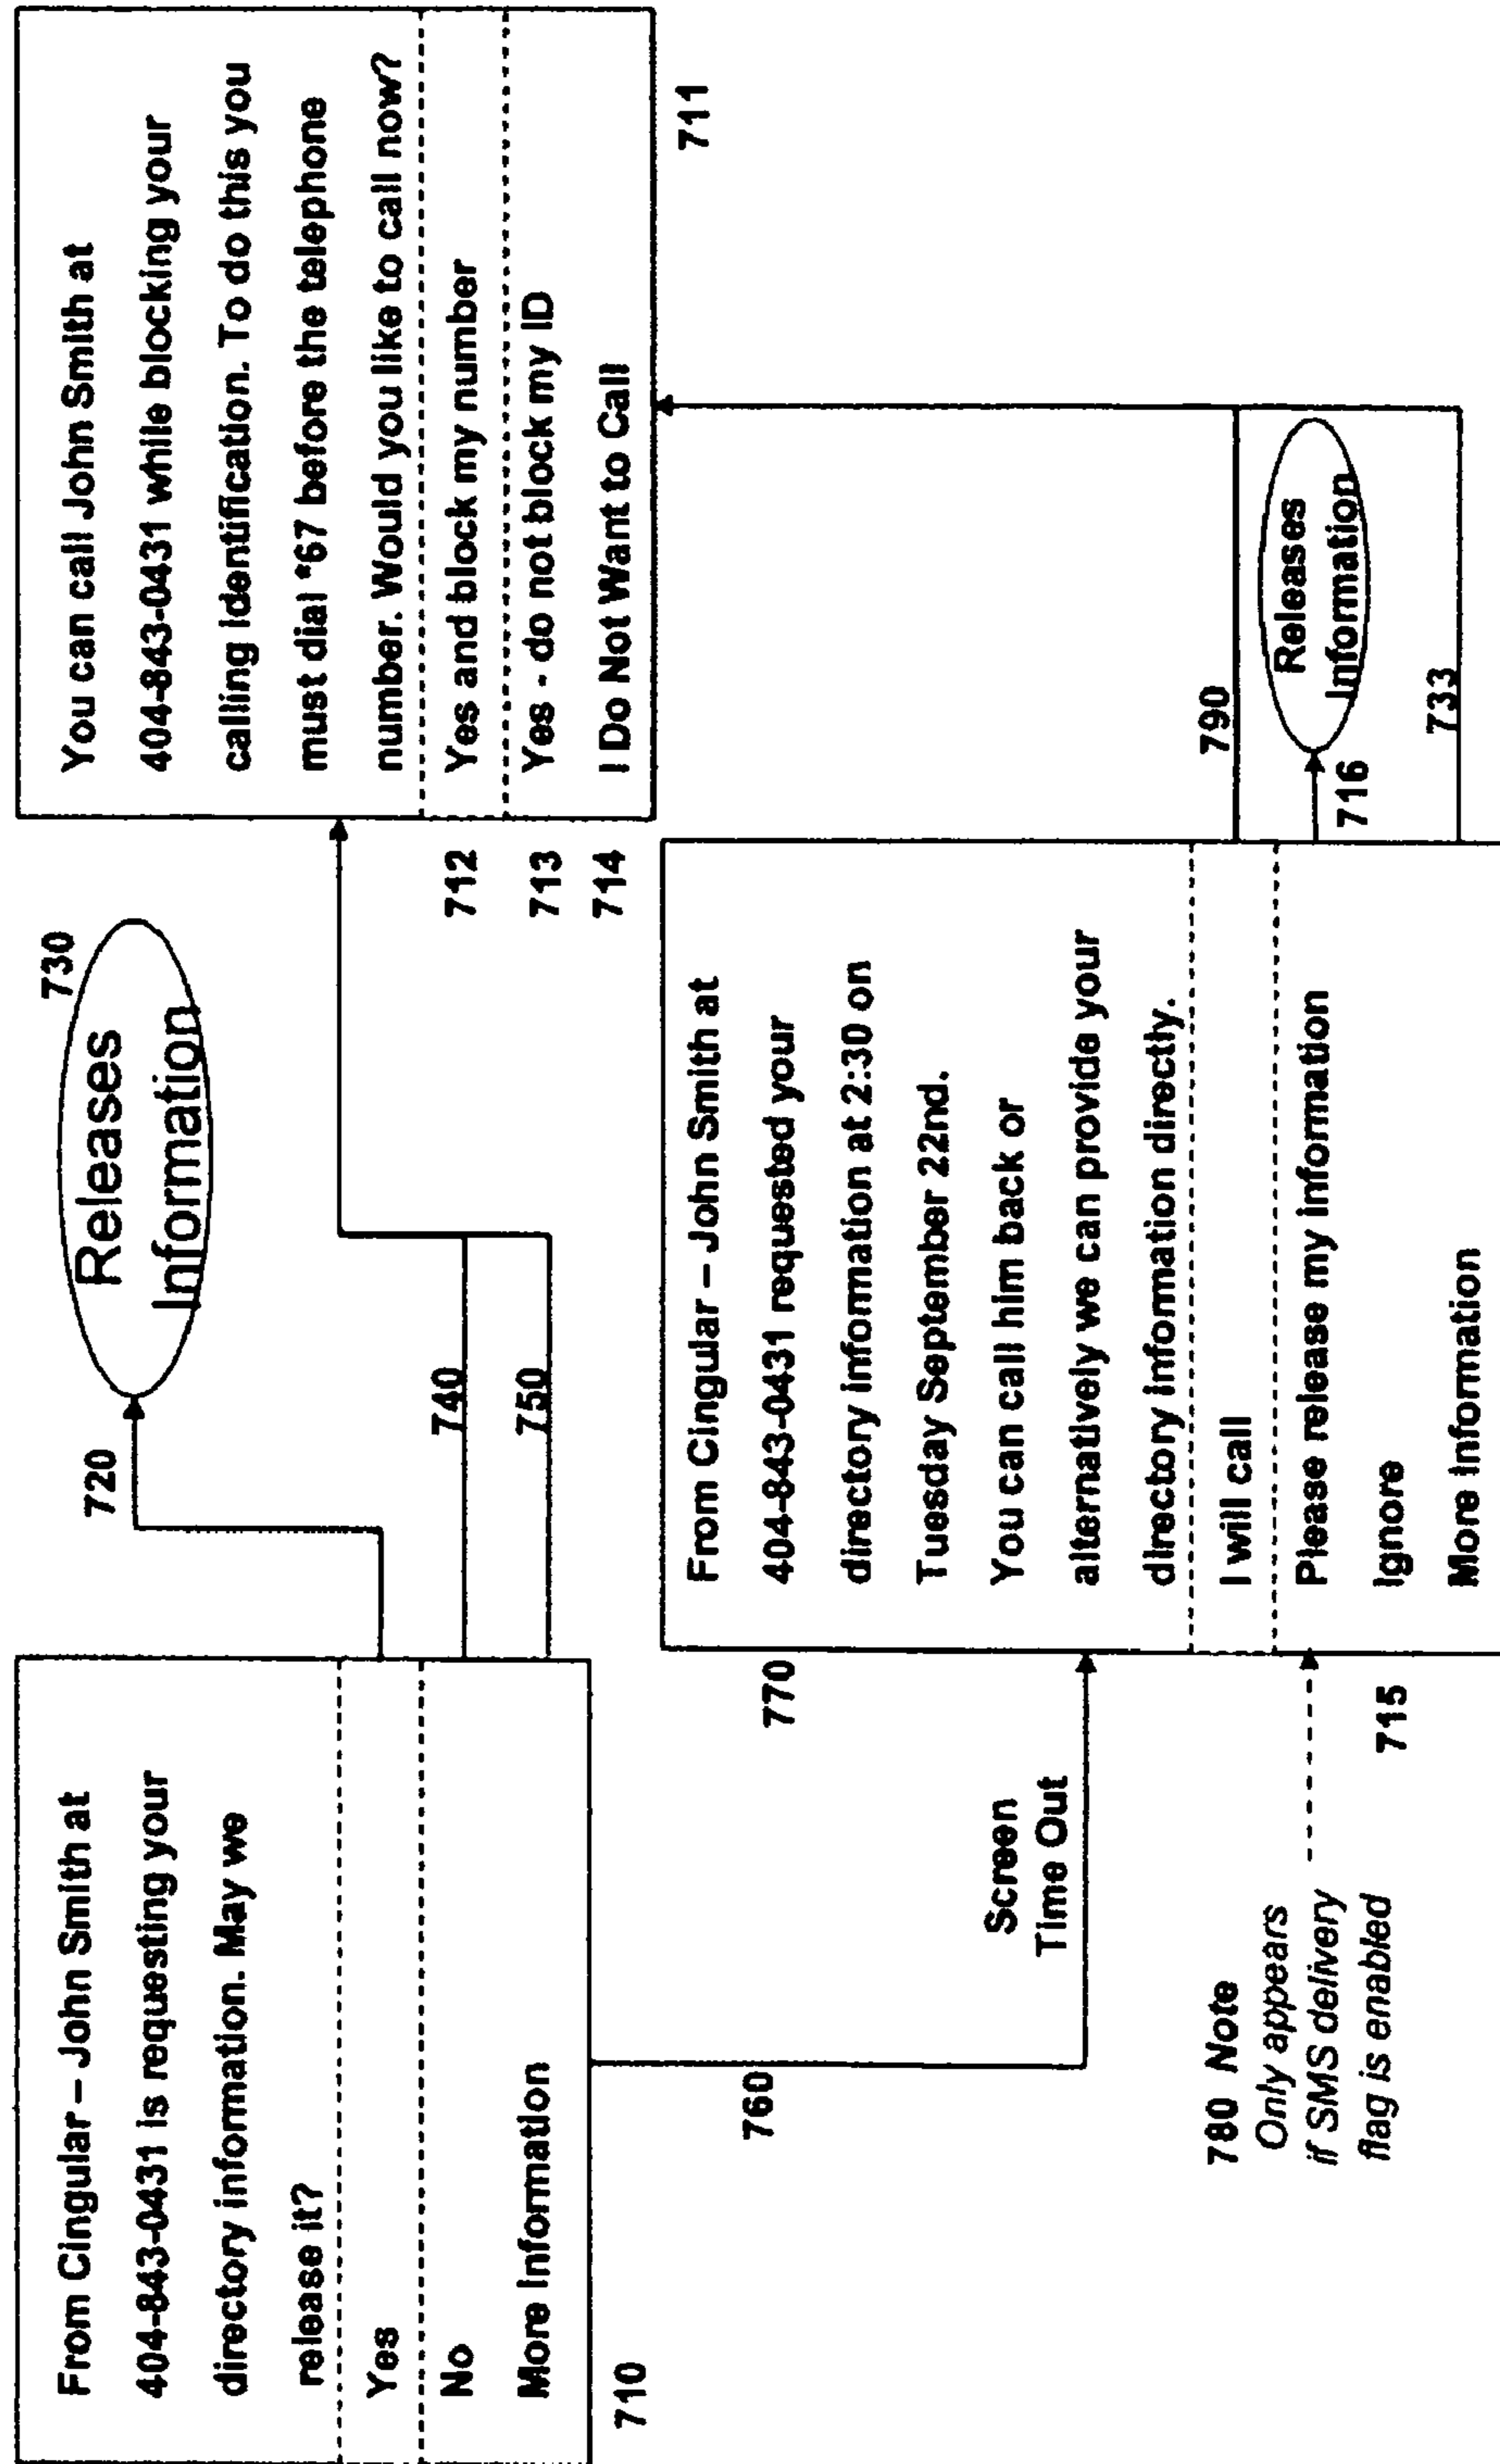 From Cingular – John Smith at
404-843-0431 is requesting your
directory information. May we
release it?
Yes
No
More Information
710
720
730
Releases
Information
740
750
You can call John Smith at
404-843-0431 while blocking your
calling identification. To do this you
must dial *67 before the telephone
number. Would you like to call now?
Yes and block my number
Yes - do not block my ID
I Do Not Want to Call
712
713
714
711
760
Screen
Time Out
770
From Cingular – John Smith at
404-843-0431 requested your
directory information at 2:30 on
Tuesday September 22nd.
You can call him back or
alternatively we can provide your
directory information directly.
I will call
Please release my information
Ignore
More Information
780 Note
Only appears
if SMS delivery
flag is enabled
715
790
716
Releases
Information
733